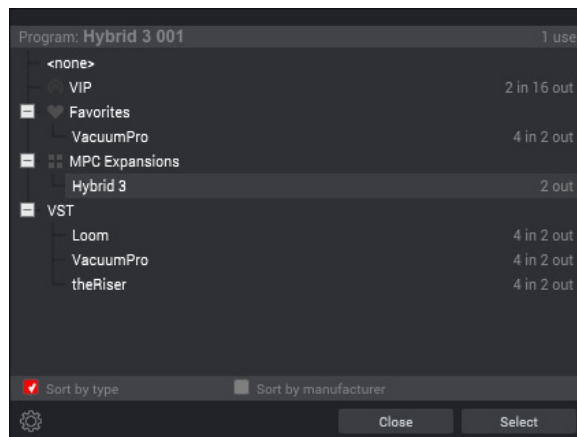 Program: Hybrid 3 001 1 use
<none>
VIP 2 in 16 out
Favorites
VacuumPro 4 in 2 out
MPC Expansions
Hybrid 3 2 out
VST
Loom 4 in 2 out
VacuumPro 4 in 2 out
theRiser 4 in 2 out
Sort by type Sort by manufacturer
Close Select